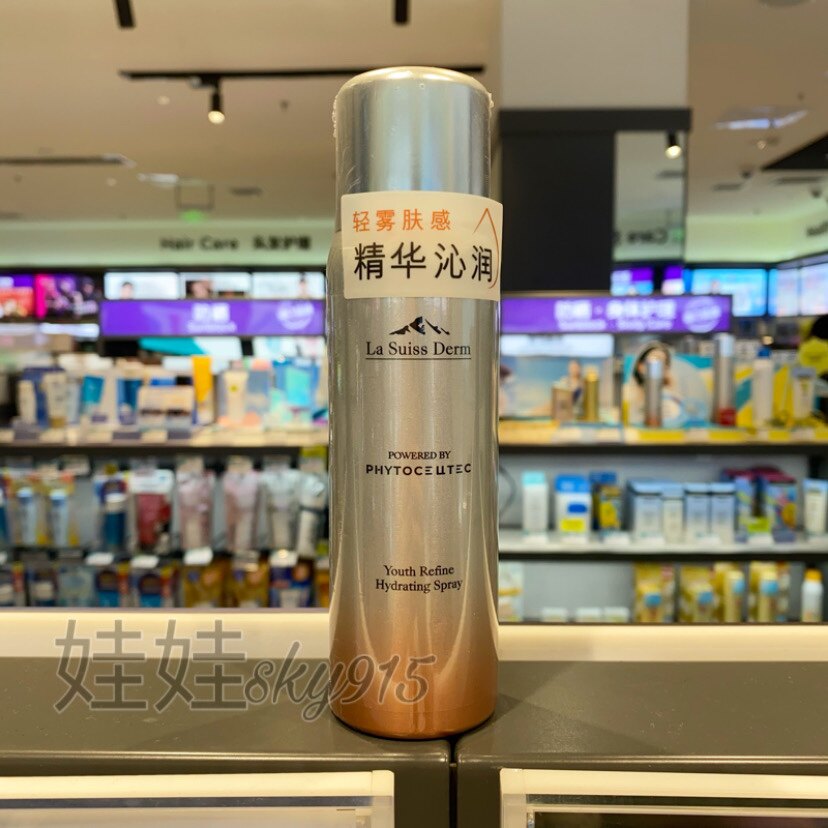 Hair Care 头发护理
轻雾肤感
精华沁润
La Suiss Derm
POWERED BY
PHYTOCEUTEC
Youth Refine
Hydrating Spray
娃娃sky915